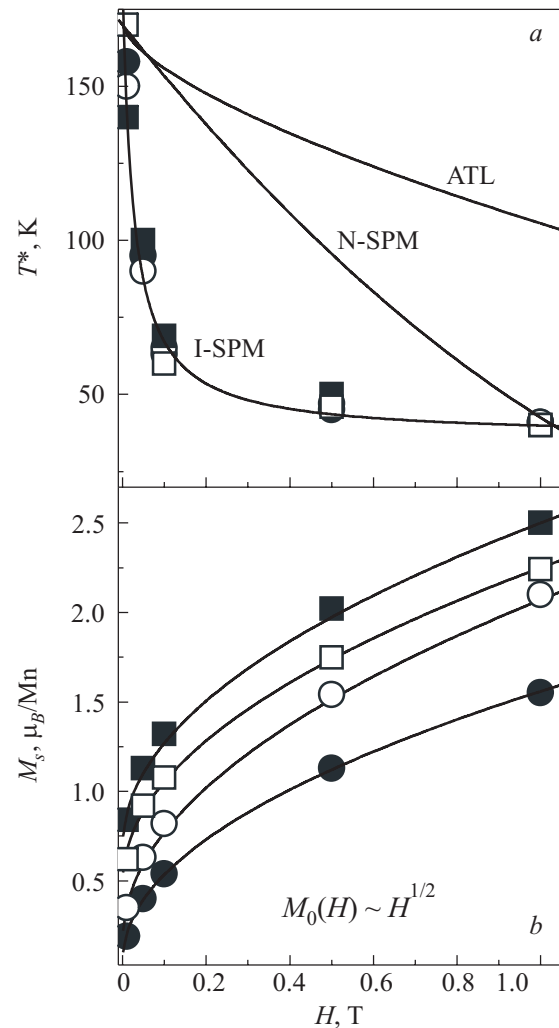 a
150
100
50
T*, K
ATL
N-SPM
I-SPM
2.5
2.0
1.5
1.0
0.5
M_s, μ_B/Mn
M_0(H) ~ H^{1/2}
b
0 0.2 0.4 0.6 0.8 1.0
H, T